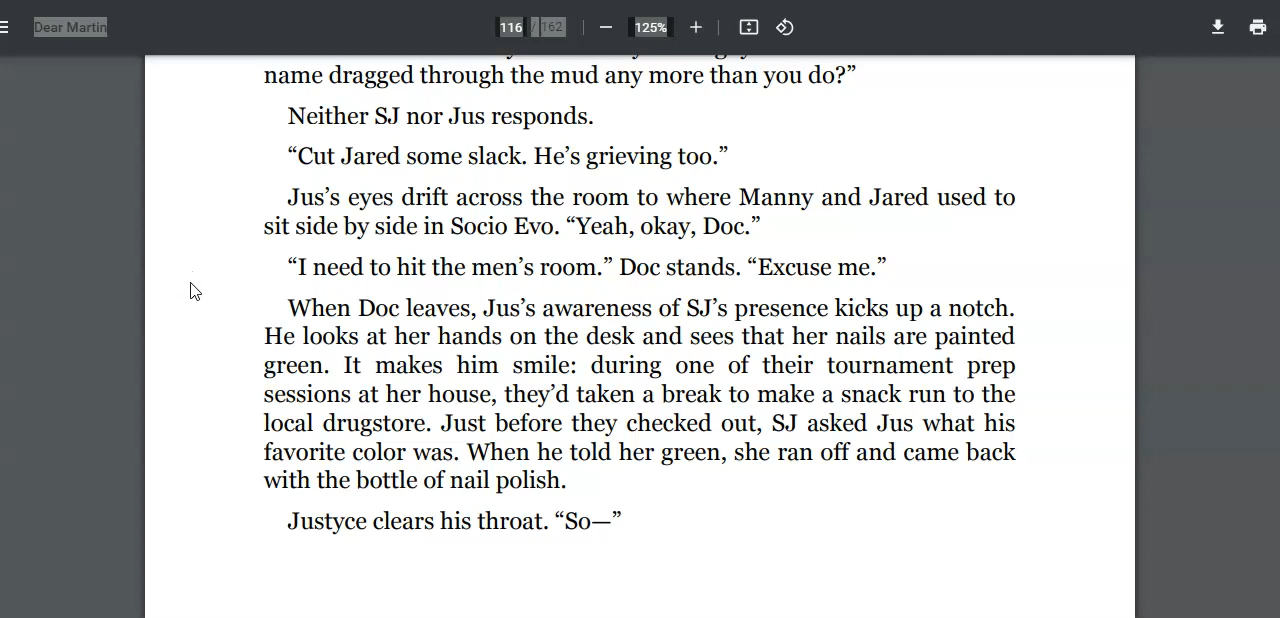 Dear Martin 116 / 162 125%
name dragged through the mud any more than you do?”
Neither SJ nor Jus responds.
“Cut Jared some slack. He’s grieving too.”
Jus’s eyes drift across the room to where Manny and Jared used to
sit side by side in Socio Evo. “Yeah, okay, Doc.”
“I need to hit the men’s room.” Doc stands. “Excuse me.”
When Doc leaves, Jus’s awareness of SJ’s presence kicks up a notch.
He looks at her hands on the desk and sees that her nails are painted
green. It makes him smile: during one of their tournament prep
sessions at her house, they’d taken a break to make a snack run to the
local drugstore. Just before they checked out, SJ asked Jus what his
favorite color was. When he told her green, she ran off and came back
with the bottle of nail polish.
Justyce clears his throat. “So—”